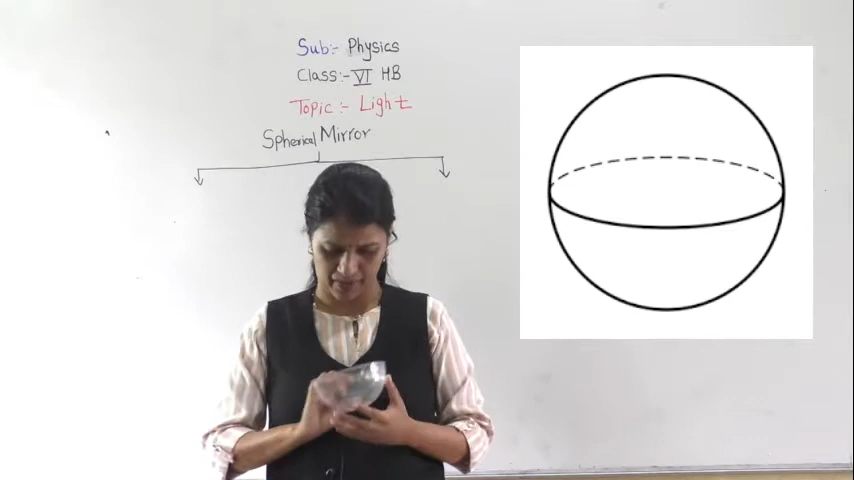 Sub:- Physics
Class:- VI HB
Topic:- Light
Spherical Mirror